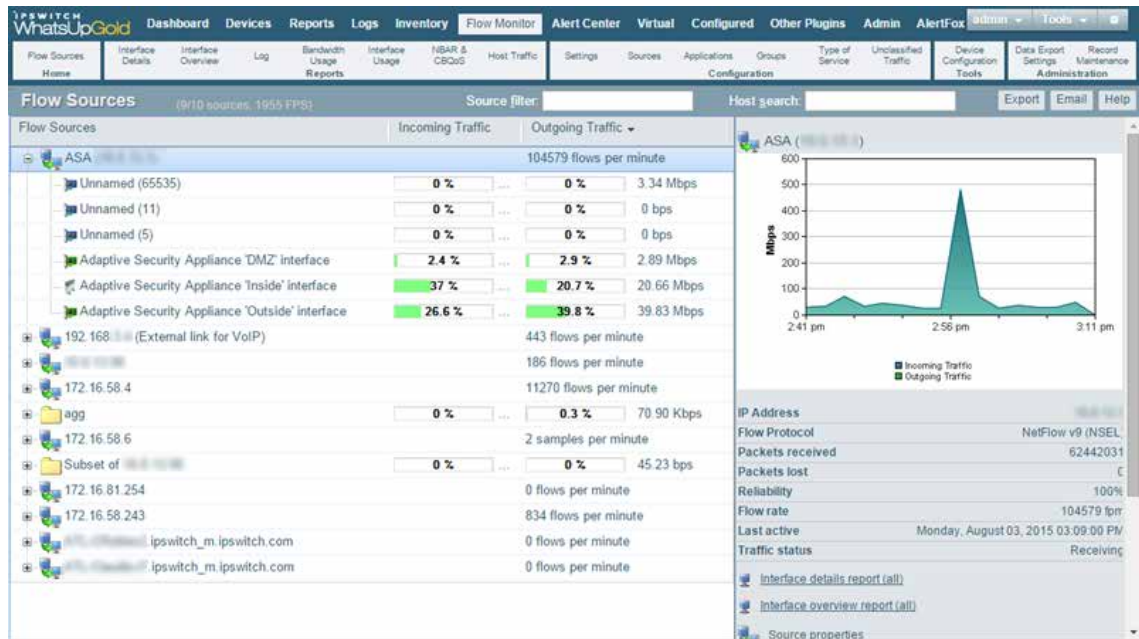 IPSWITCH
WhatsUpGold Dashboard Devices Reports Logs Inventory Flow Monitor Alert Center Virtual Configured Other Plugins Admin AlertFox admin Tools
Flow Sources Interface Details Interface Overview Log Bandwidth Usage Interface Usage NBAR & CBQoS Host Traffic Settings Sources Applications Groups Type of Service Unclassified Traffic Device Configuration Data Export Settings Record Maintenance
Home Reports Configuration Tools Administration
Flow Sources (9/10 sources, 1955 FPS) Source filter: Host search: Export Email Help
Flow Sources Incoming Traffic Outgoing Traffic
ASA 104579 flows per minute
Unnamed (65535) 0 % ... 0 % 3.34 Mbps
Unnamed (11) 0 % ... 0 % 0 bps
Unnamed (5) 0 % ... 0 % 0 bps
Adaptive Security Appliance 'DMZ' interface 2.4 % ... 2.9 % 2.89 Mbps
Adaptive Security Appliance 'Inside' interface 37 % ... 20.7 % 20.66 Mbps
Adaptive Security Appliance 'Outside' interface 26.6 % ... 39.8 % 39.83 Mbps
192.168 (External link for VoIP) 443 flows per minute
186 flows per minute
172.16.58.4 11270 flows per minute
agg 0 % ... 0.3 % 70.90 Kbps
172.16.58.6 2 samples per minute
Subset of 0 % ... 0 % 45.23 bps
172.16.81.254 0 flows per minute
172.16.58.243 834 flows per minute
.ipswitch_m.ipswitch.com 0 flows per minute
.ipswitch_m.ipswitch.com 0 flows per minute
ASA ( )
600
500
400
300
200
100
0
Mbps
2:41 pm 2:56 pm 3:11 pm
Incoming Traffic
Outgoing Traffic
IP Address
Flow Protocol NetFlow v9 (NSEL
Packets received 62442031
Packets lost
Reliability 100%
Flow rate 104579 fpm
Last active Monday, August 03, 2015 03:09:00 PM
Traffic status Receiving
Interface details report (all)
Interface overview report (all)
Source properties